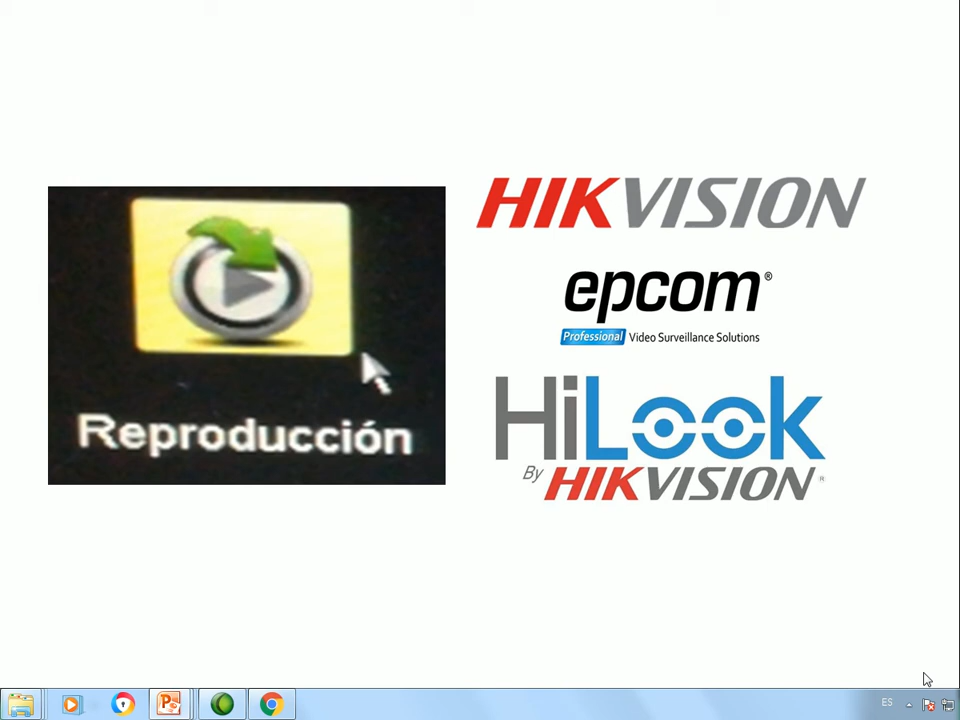 Reproducción
HIKVISION
epcom®
Professional Video Surveillance Solutions
HiLook
By HIKVISION®
ES